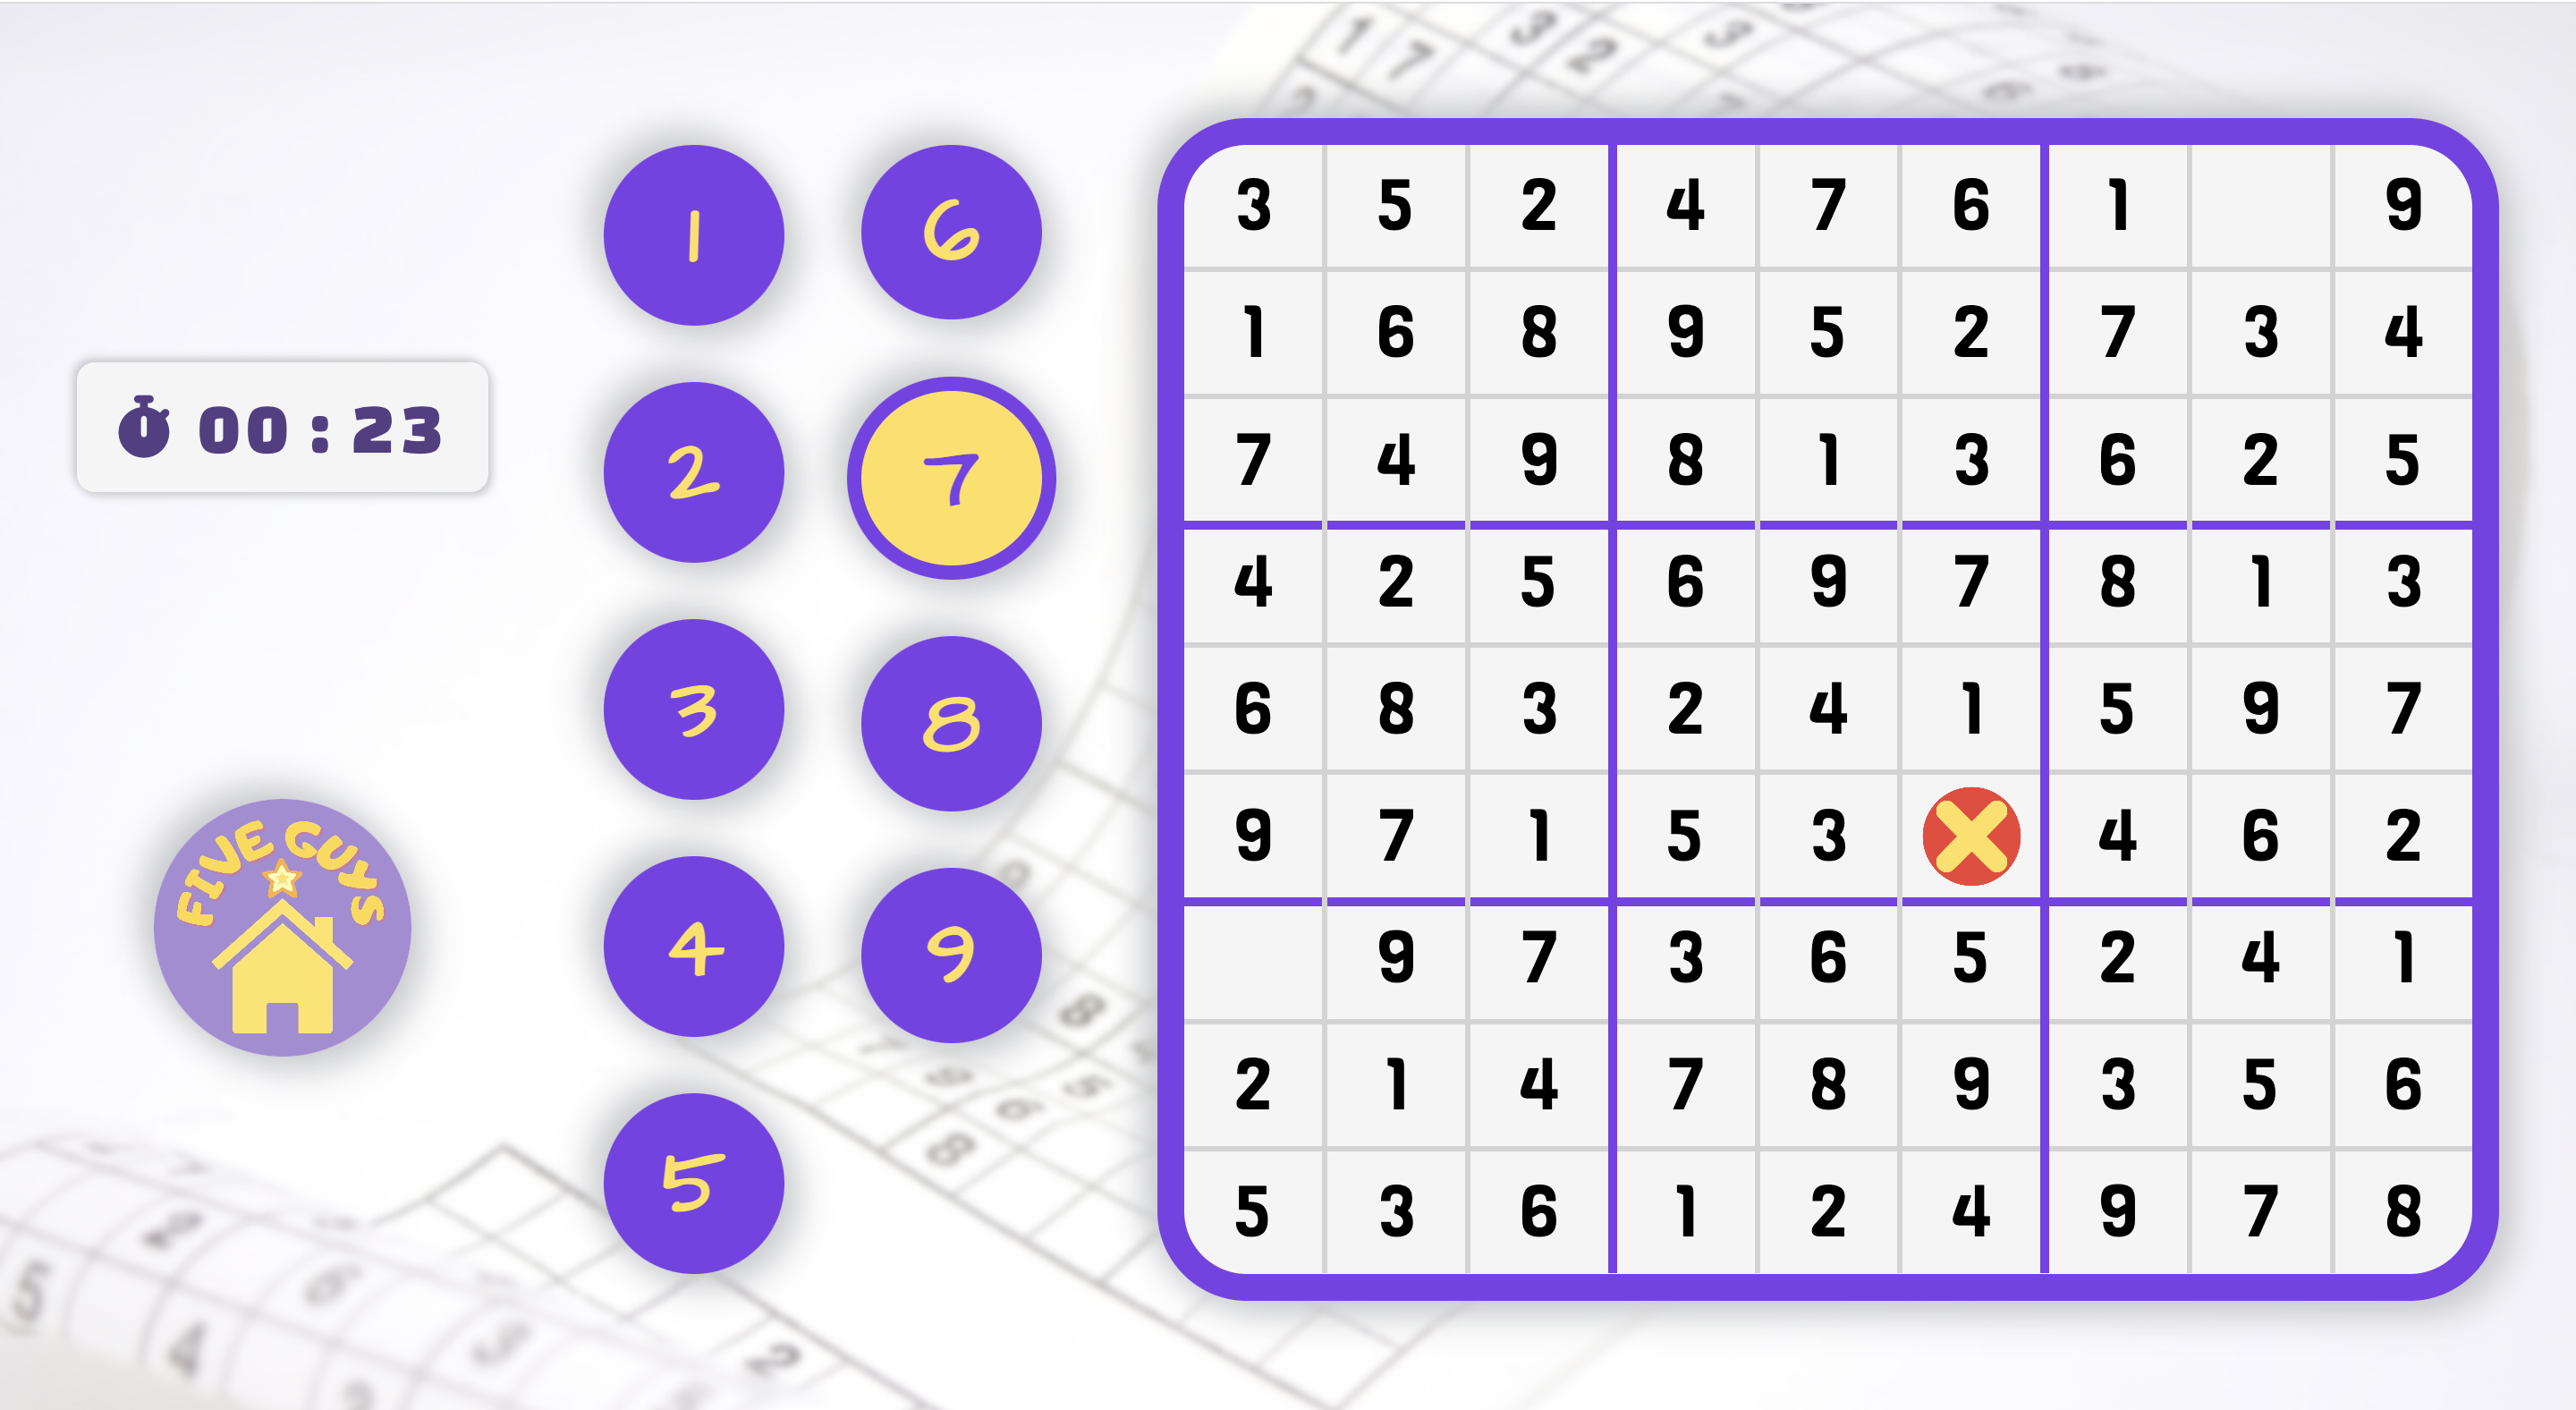 00 : 23
FIVE GUYS
1 6
2 7
3 8
4 9
5
3 5 2 4 7 6 1 9
1 6 8 9 5 2 7 3 4
7 4 9 8 1 3 6 2 5
4 2 5 6 9 7 8 1 3
6 8 3 2 4 1 5 9 7
9 7 1 5 3 4 6 2
9 7 3 6 5 2 4 1
2 1 4 7 8 9 3 5 6
5 3 6 1 2 4 9 7 8